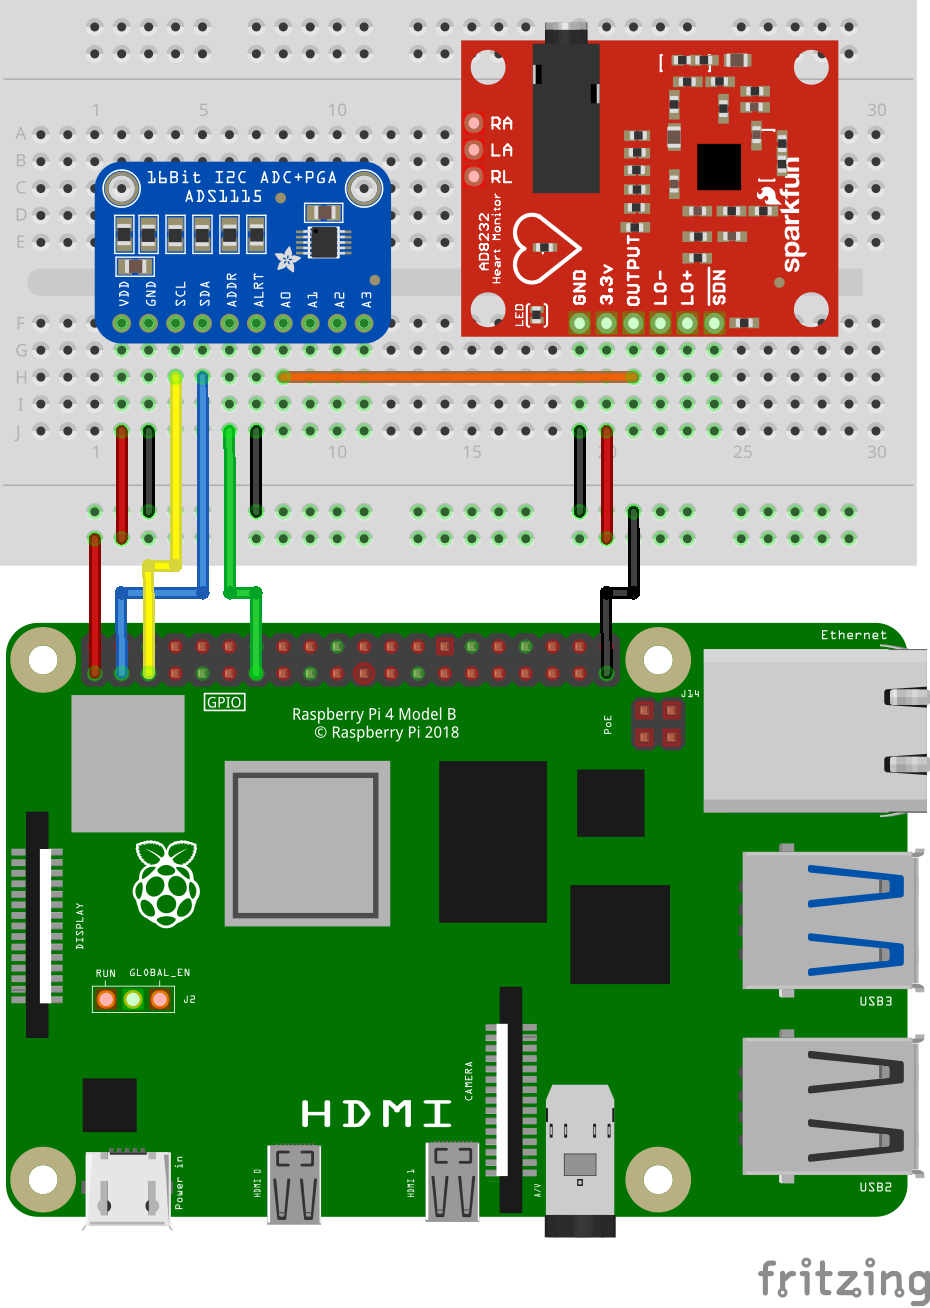 1 5 10 30
A
B
C
D
E
F
G
H
I
J
1 10 15 20 25 30
16Bit I2C ADC+PGA
ADS1115
VDD
GND
SCL
SDA
ADDR
ALRT
A0
A1
A2
A3
RA
LA
RL
AD8232
Heart Monitor
LED
GND
3.3v
OUTPUT
LO-
LO+
SDN
sparkfun
Ethernet
GPIO
Raspberry Pi 4 Model B
© Raspberry Pi 2018
PoE
J14
DISPLAY
RUN GLOBAL_EN
J2
USB3
CAMERA
HDMI
Power in
HDMI 0
HDMI 1
A/V
USB2
fritzing